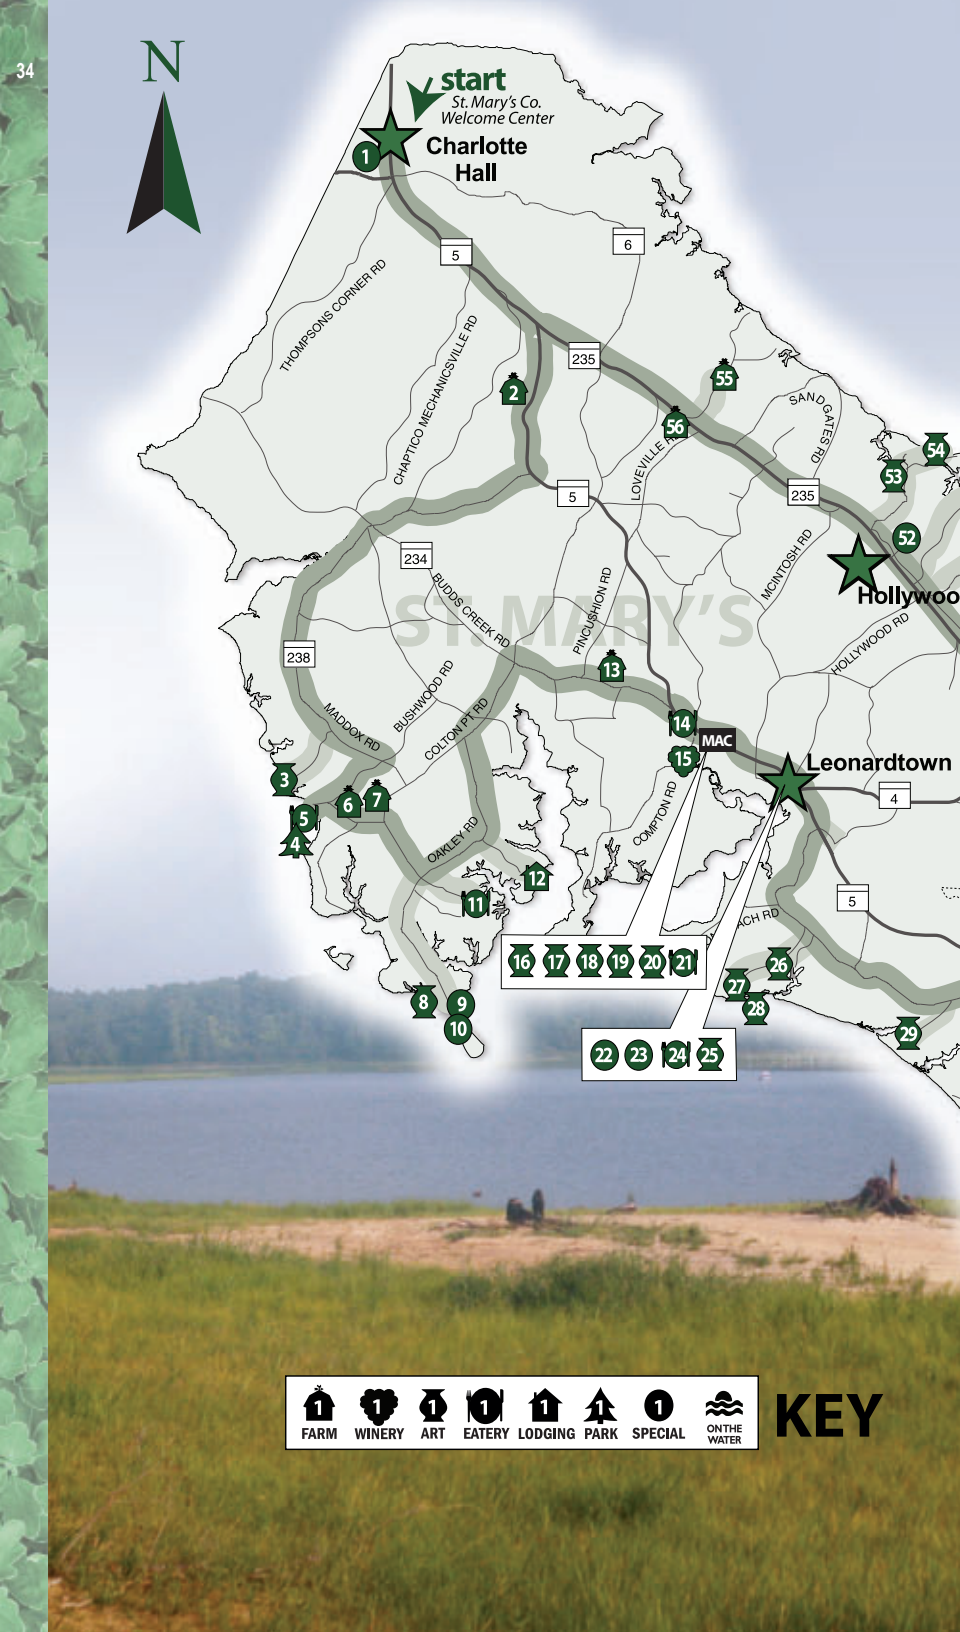 34
N
start
St. Mary's Co.
Welcome Center
Charlotte
Hall
1
5
6
THOMPSONS CORNER RD
CHAPTICO MECHANICSVILLE RD
235
2
55
56
SANDGATES RD
LOVEVILLE
54
53
5
235
52
234
MCINTOSH RD
Hollywoo
BUDDS CREEK RD
PINCUSHION RD
ST. MARY'S
HOLLYWOOD RD
238
13
BUSHWOOD RD
MADDOX RD
COLTON PT RD
14
MAC
15
Leonardtown
4
3
6
7
5
4
COMPTON RD
OAKLEY RD
12
11
5
ACH RD
16 17 18 19 20 21
26
27
28
8
9
10
29
22 23 24 25
1 1 1 1 1 1 1
FARM WINERY ART EATERY LODGING PARK SPECIAL ON THE
WATER
KEY